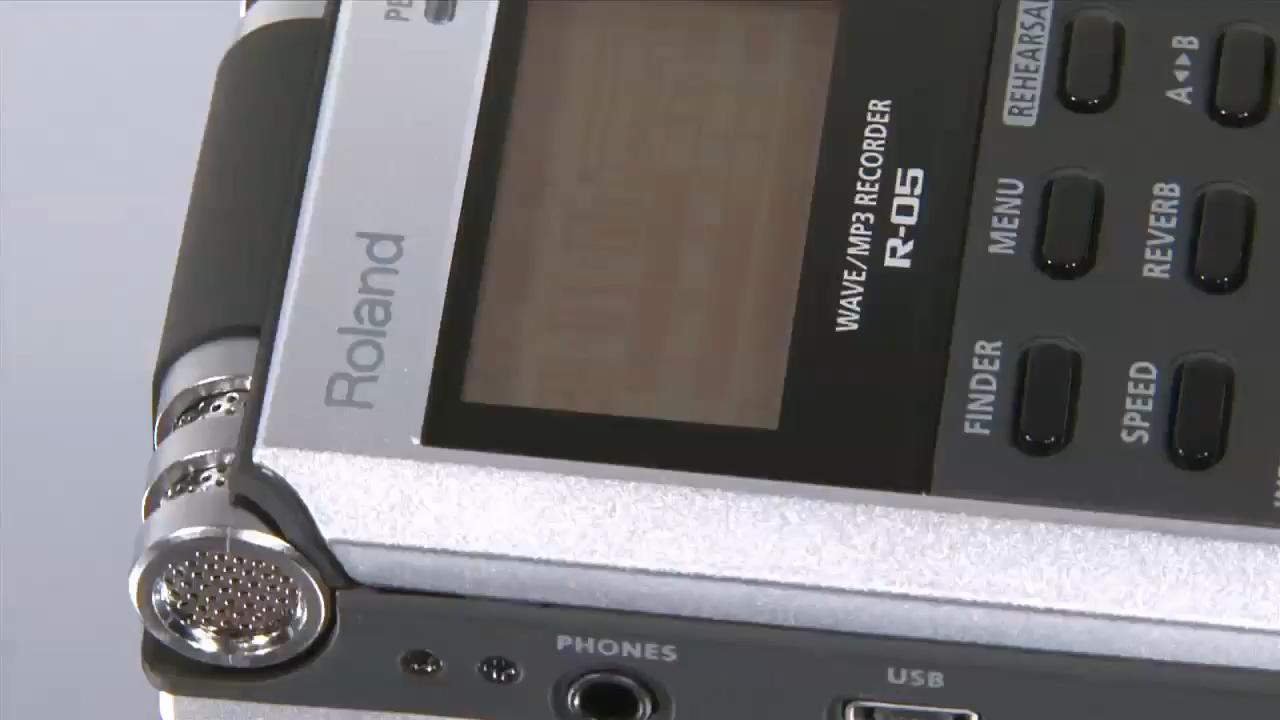 Roland
WAVE/MP3 RECORDER
R-05
REHEARSAL
A◄►B
MENU
REVERB
FINDER
SPEED
PHONES
USB